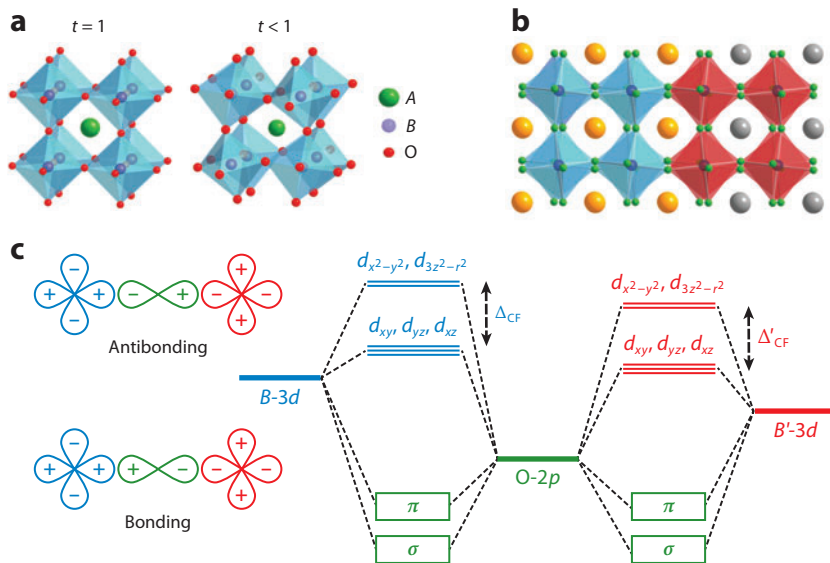 a
t = 1
t < 1
A
B
O
b
c
−
+ + − + − −
−
+
+
Antibonding
−
+ + + − − −
−
+
+
Bonding
B-3d
d_{x²−y²}, d_{3z²−r²}
Δ_CF
d_{xy}, d_{yz}, d_{xz}
O-2p
π
σ
d_{x²−y²}, d_{3z²−r²}
Δ′_CF
d_{xy}, d_{yz}, d_{xz}
B′-3d
π
σ